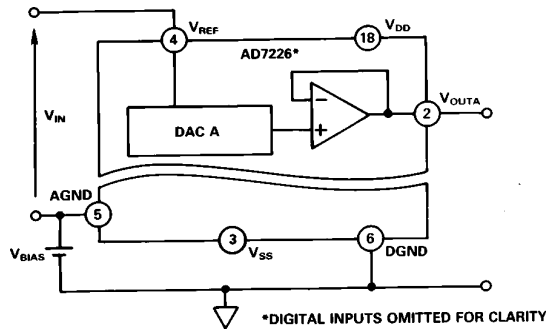 4
V_REF
AD7226*
18
V_DD
V_IN
DAC A
−
+
2
V_OUTA
AGND
5
V_BIAS
3
V_SS
6
DGND
*DIGITAL INPUTS OMITTED FOR CLARITY